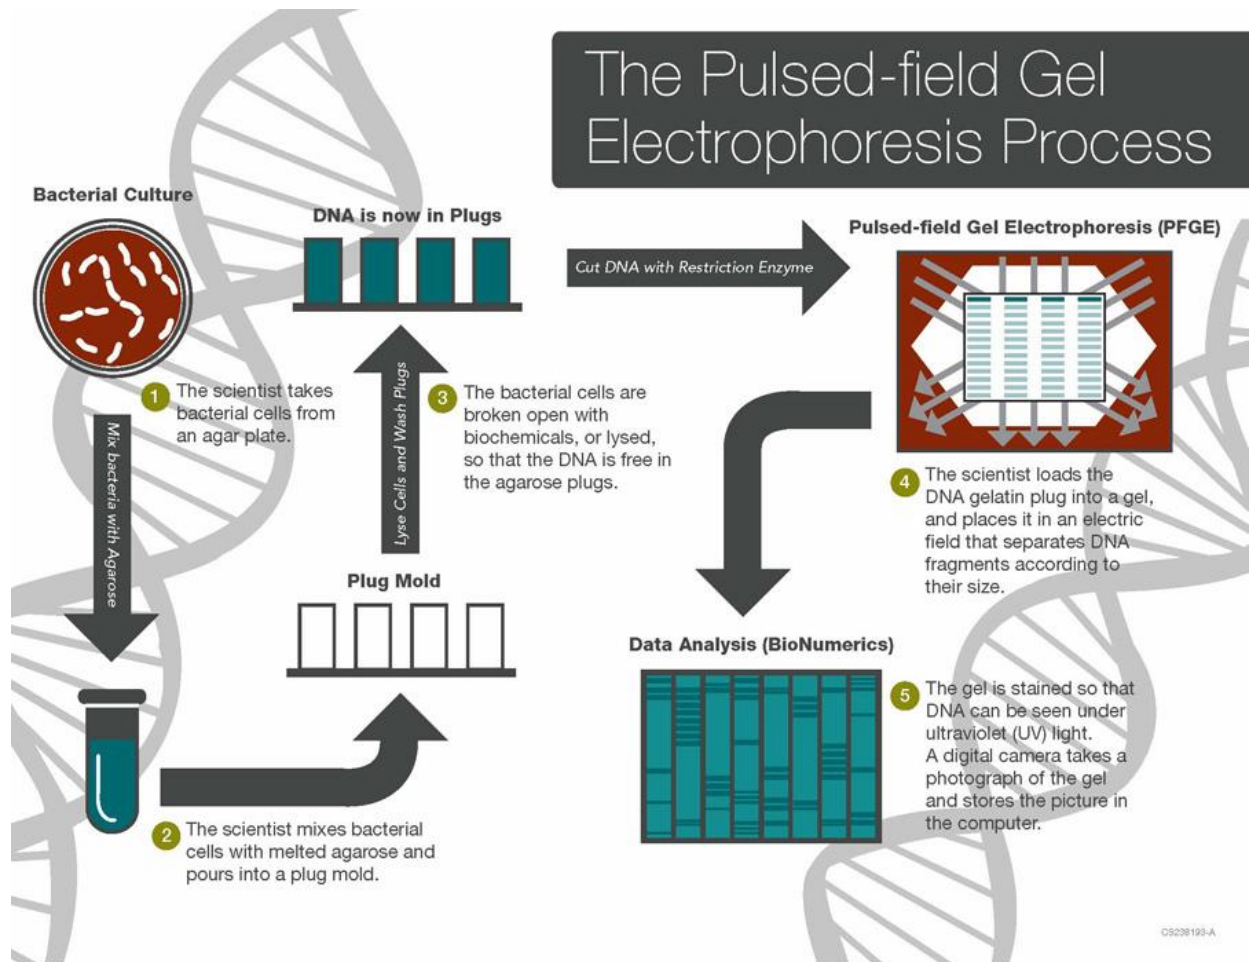 The Pulsed-field Gel
Electrophoresis Process
Bacterial Culture
1
The scientist takes
bacterial cells from
an agar plate.
Mix bacteria with Agarose
2
The scientist mixes bacterial
cells with melted agarose and
pours into a plug mold.
Plug Mold
Lyse Cells and Wash Plugs
3
The bacterial cells are
broken open with
biochemicals, or lysed,
so that the DNA is free in
the agarose plugs.
DNA is now in Plugs
Cut DNA with Restriction Enzyme
Pulsed-field Gel Electrophoresis (PFGE)
4
The scientist loads the
DNA gelatin plug into a gel,
and places it in an electric
field that separates DNA
fragments according to
their size.
Data Analysis (BioNumerics)
5
The gel is stained so that
DNA can be seen under
ultraviolet (UV) light.
A digital camera takes a
photograph of the gel
and stores the picture in
the computer.
CS238193-A